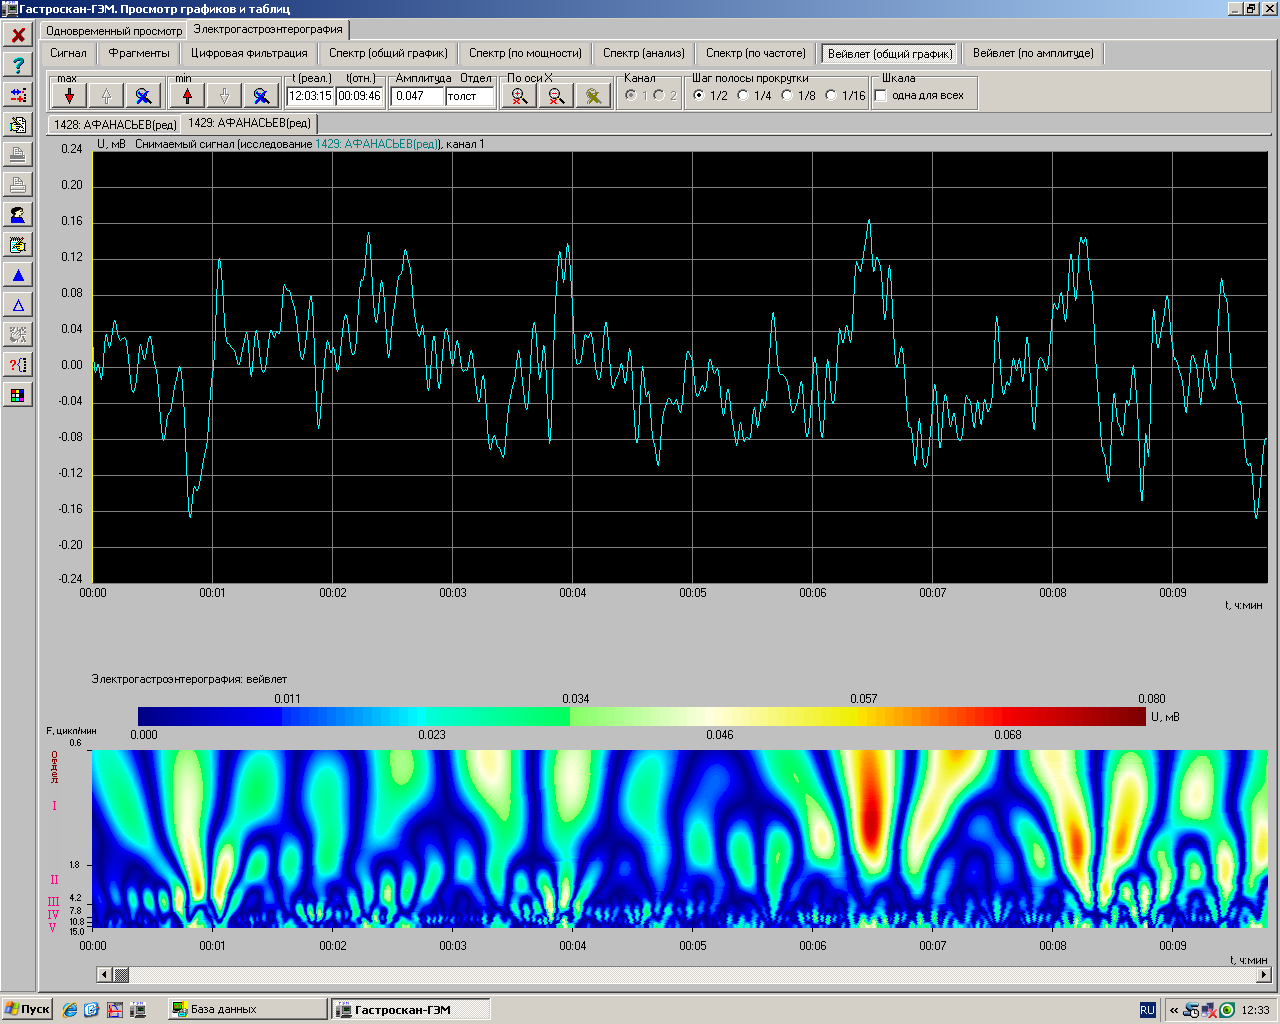 Гастроскан-ГЭМ. Просмотр графиков и таблиц
Одновременный просмотр Электрогастроэнтерография
Сигнал Фрагменты Цифровая Фильтрация Спектр (общий график) Спектр (по мощности) Спектр (анализ) Спектр (по частоте) Вейвлет (общий график) Вейвлет (по амплитуде)
max min t (реал.) t(отн.) Амплитуда Отдел По оси X Канал Шаг полосы прокрутки Шкала
12:03:15 00:09:46 0.047 толст 1 2 1/2 1/4 1/8 1/16 одна для всех
1428: АФАНАСЬЕВ(ред) 1429: АФАНАСЬЕВ(ред)
U, мВ Снимаемый сигнал (исследование 1429: АФАНАСЬЕВ(ред)), канал 1
0.24
0.20
0.16
0.12
0.08
0.04
0.00
-0.04
-0.08
-0.12
-0.16
-0.20
-0.24
00:00 00:01 00:02 00:03 00:04 00:05 00:06 00:07 00:08 00:09
t, ч:мин
Электрогастроэнтерография: вейвлет
0.011 0.034 0.057 0.080
U, мВ
0.000 0.023 0.046 0.068
F, цикл/мин
0.6
I
1.8
II
III 4.2
IV 7.8
10.8
V 15.0
00:00 00:01 00:02 00:03 00:04 00:05 00:06 00:07 00:08 00:09
t, ч:мин
Пуск База данных Гастроскан-ГЭМ RU « 12:33